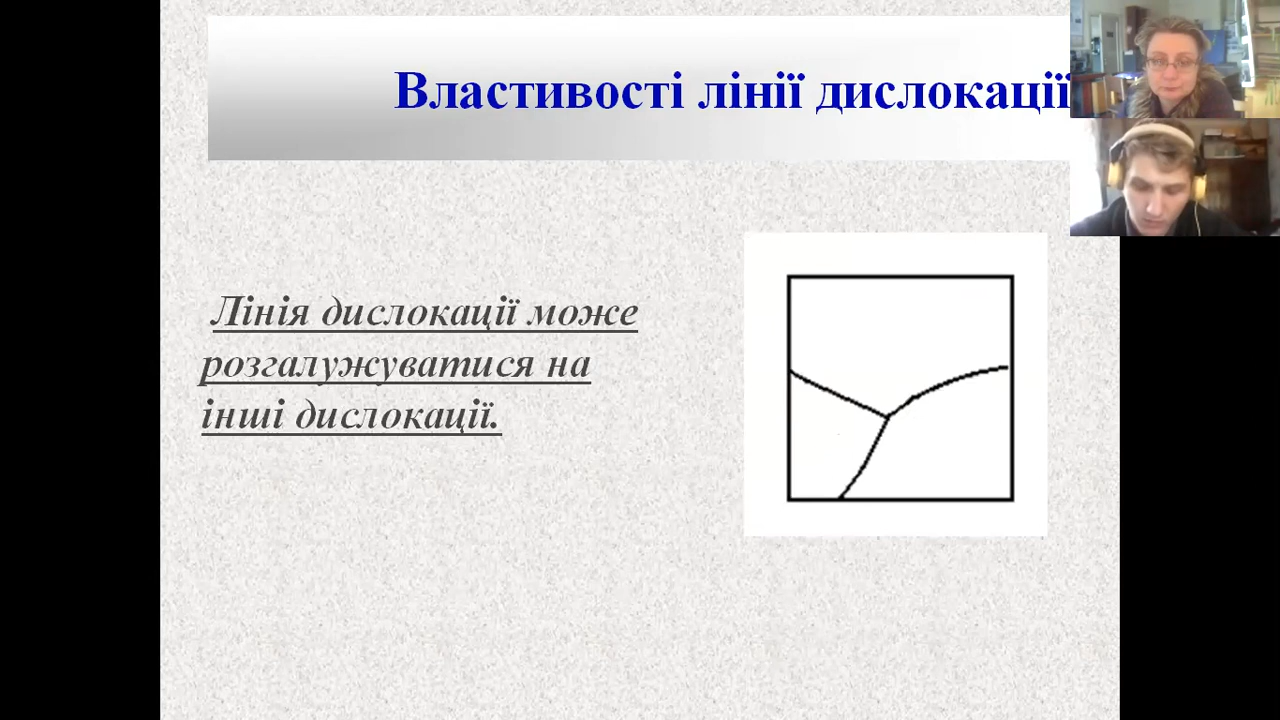 Властивості лінії дислокації
Лінія дислокації може
розгалужуватися на
інші дислокації.